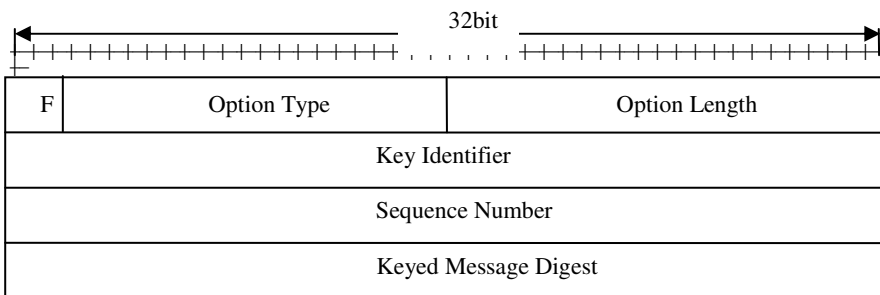 32bit
F Option Type Option Length
Key Identifier
Sequence Number
Keyed Message Digest